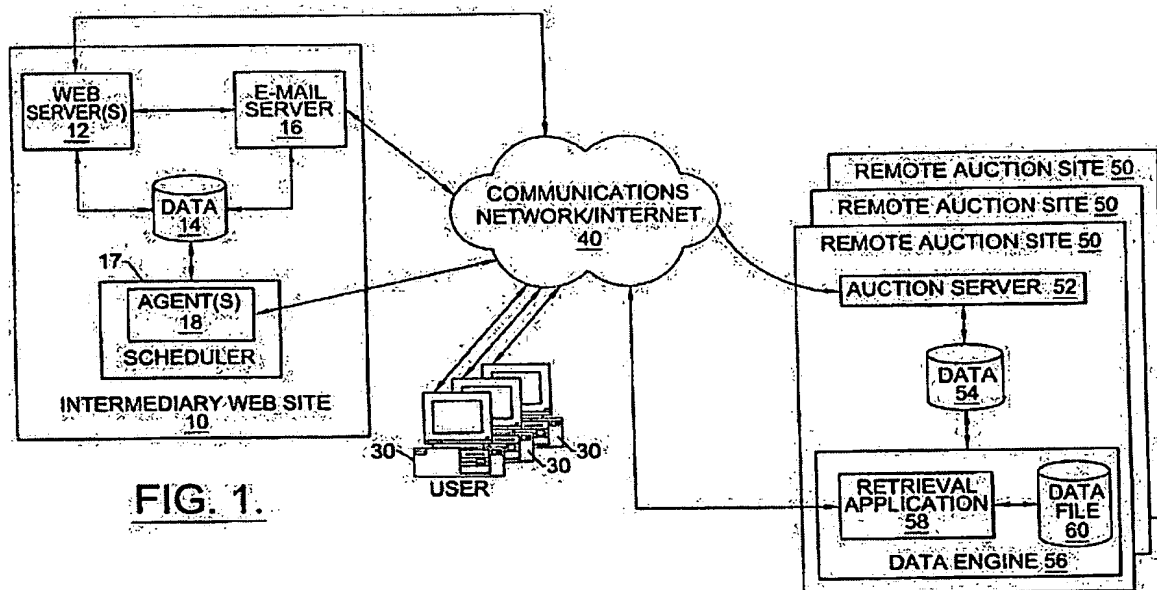 WEB
SERVER(S)
12
E-MAIL
SERVER
16
DATA
14
17
AGENT(S)
18
SCHEDULER
INTERMEDIARY WEB SITE
10
COMMUNICATIONS
NETWORK/INTERNET
40
30
30
30
USER
REMOTE AUCTION SITE 50
REMOTE AUCTION SITE 50
REMOTE AUCTION SITE 50
AUCTION SERVER 52
DATA
54
RETRIEVAL
APPLICATION
58
DATA
FILE
60
DATA ENGINE 56
FIG. 1.